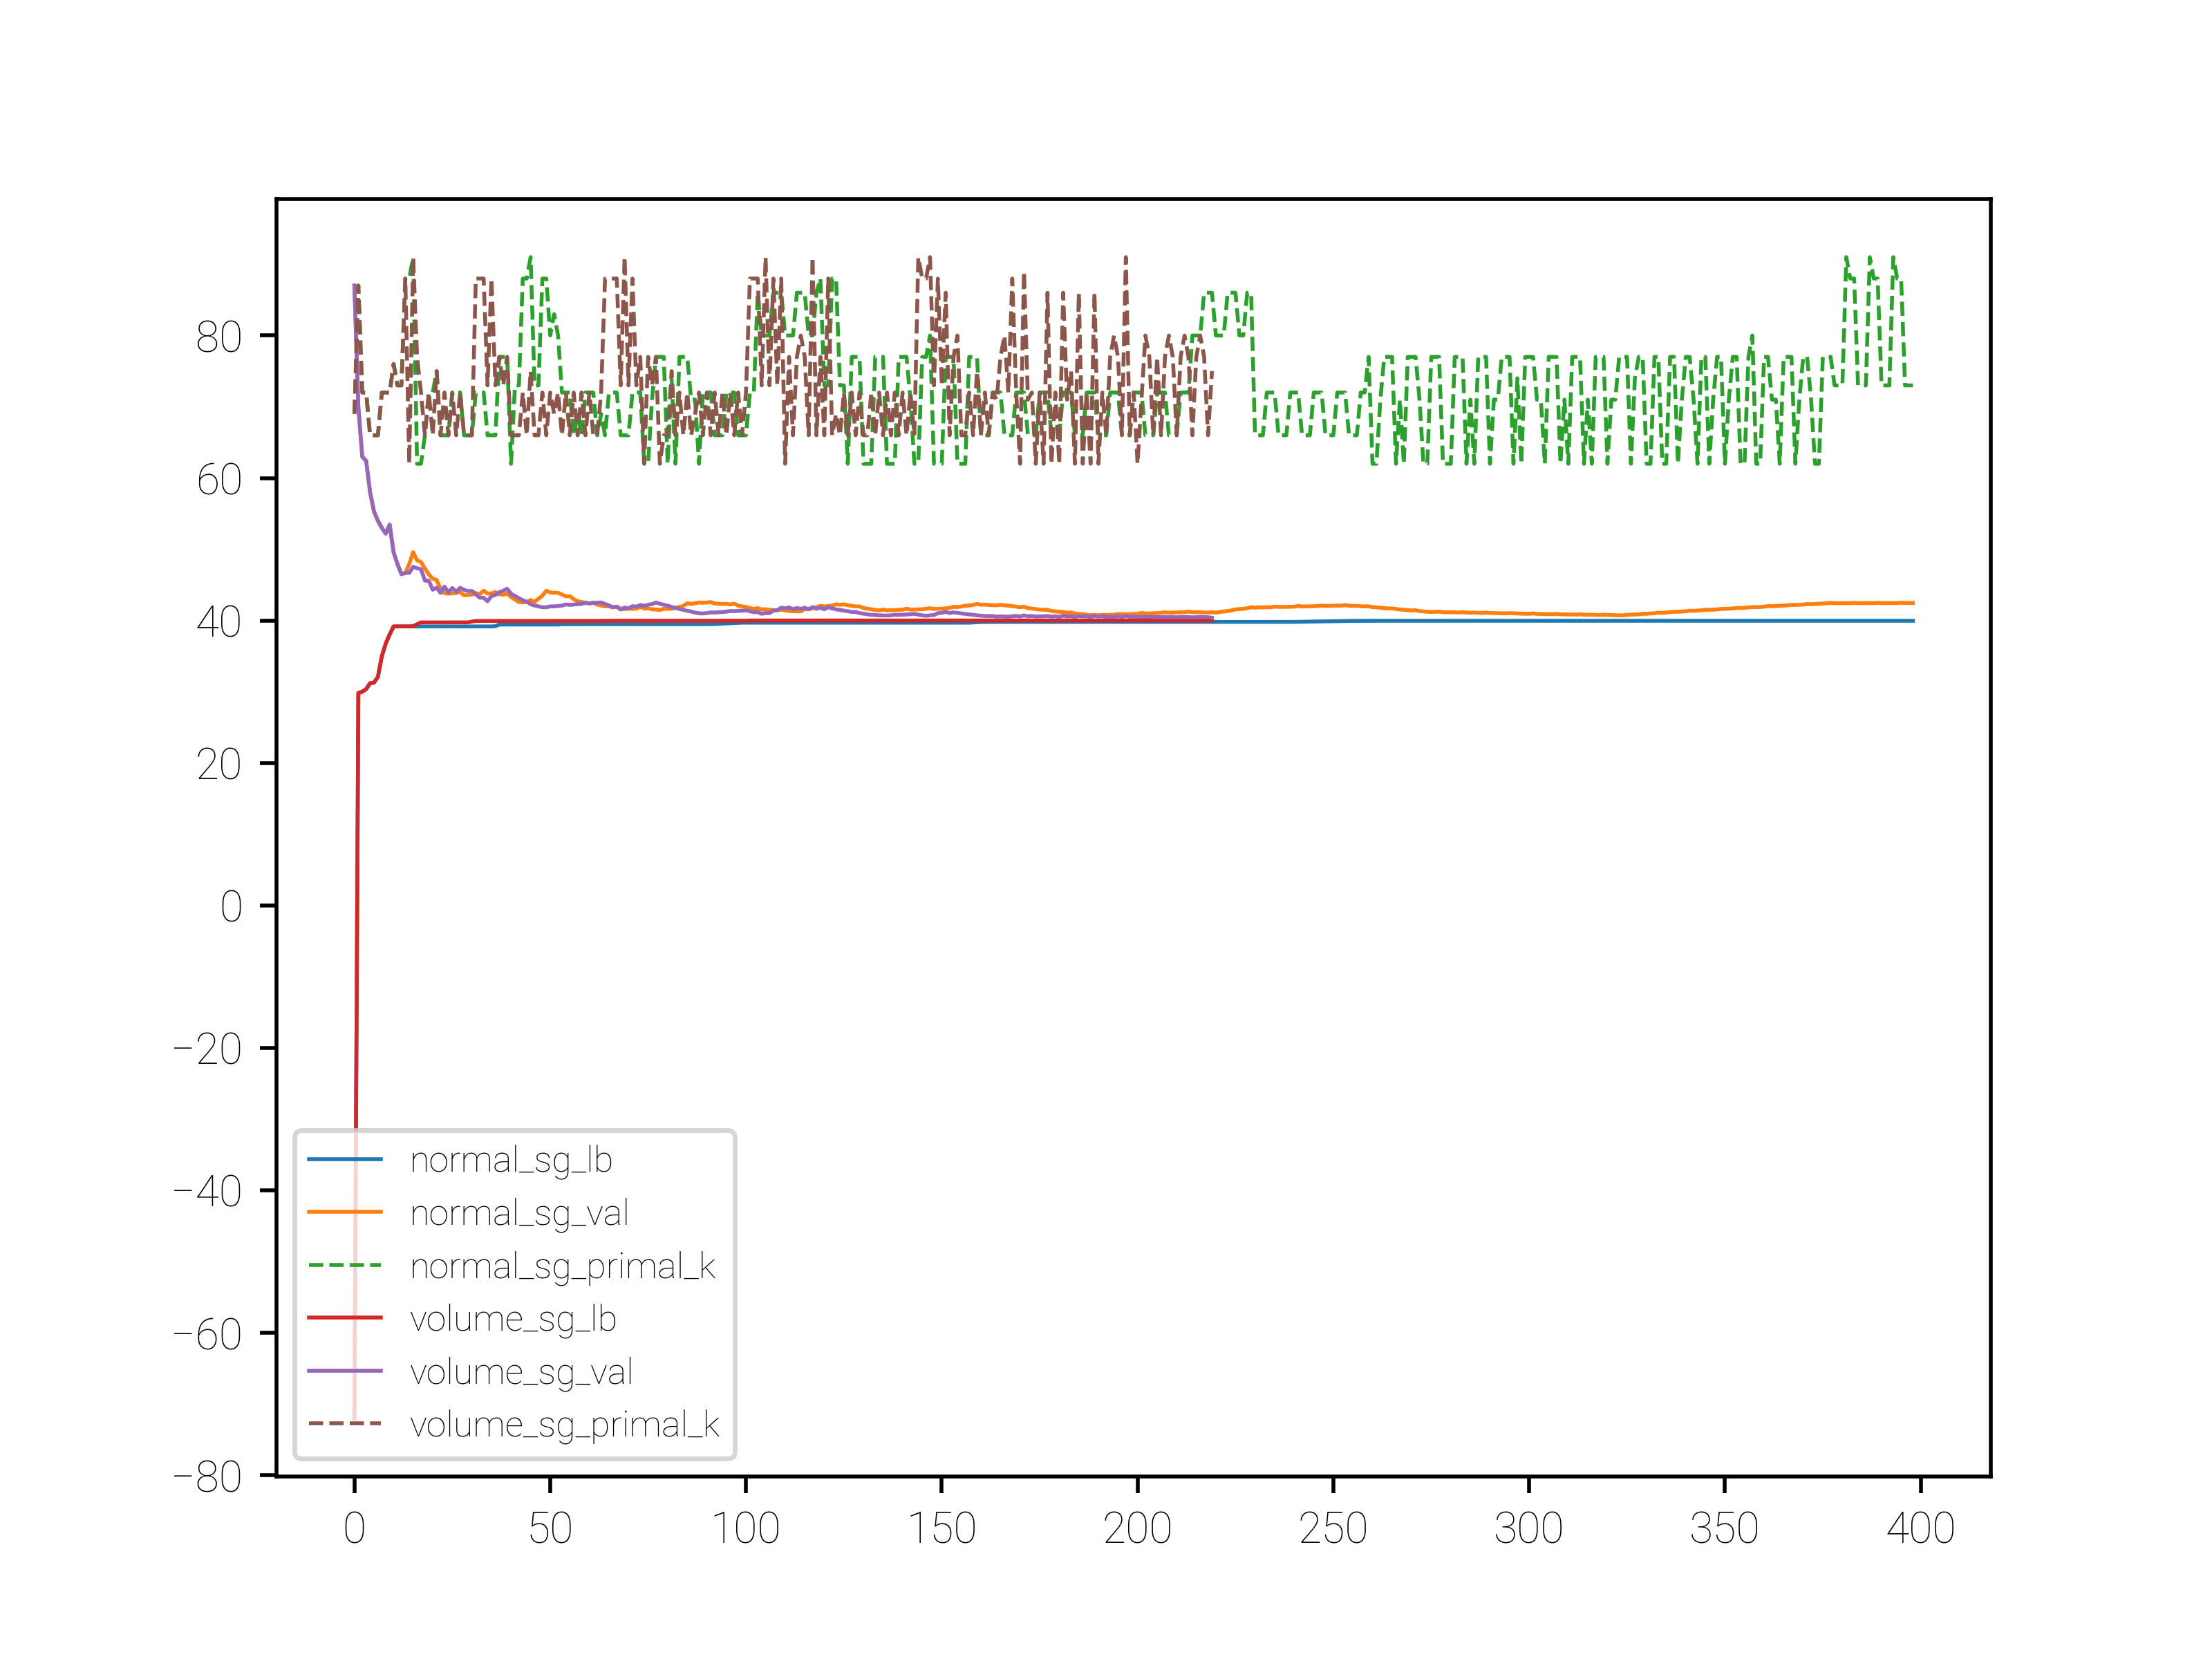 80
60
40
20
0
−20
−40
−60
−80
normal_sg_lb
normal_sg_val
normal_sg_primal_k
volume_sg_lb
volume_sg_val
volume_sg_primal_k
0 50 100 150 200 250 300 350 400